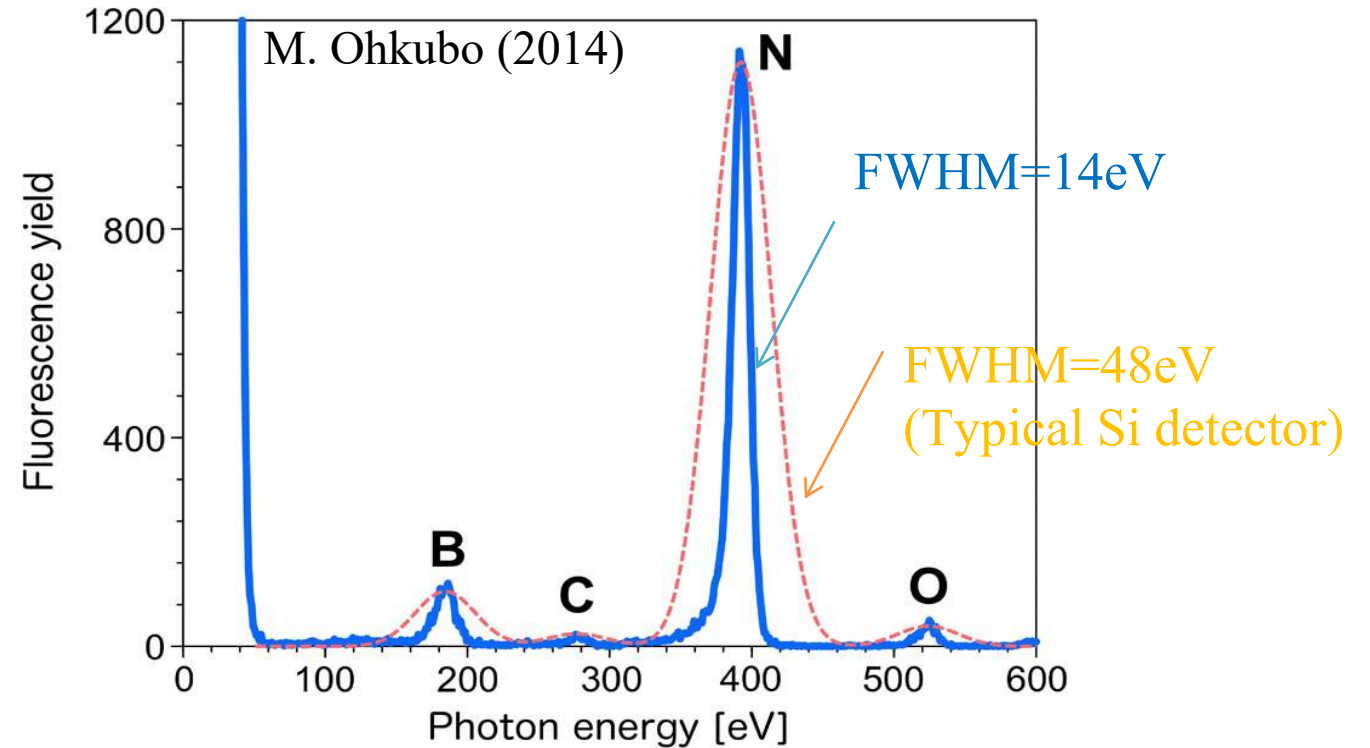 M. Ohkubo (2014)
N
FWHM=14eV
FWHM=48eV
(Typical Si detector)
B
C
O
Fluorescence yield
1200
800
400
0
0 100 200 300 400 500 600
Photon energy [eV]